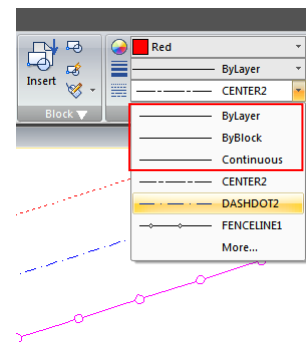 Red
ByLayer
Insert
CENTER2
Block
ByLayer
ByBlock
Continuous
CENTER2
DASHDOT2
FENCELINE1
More...